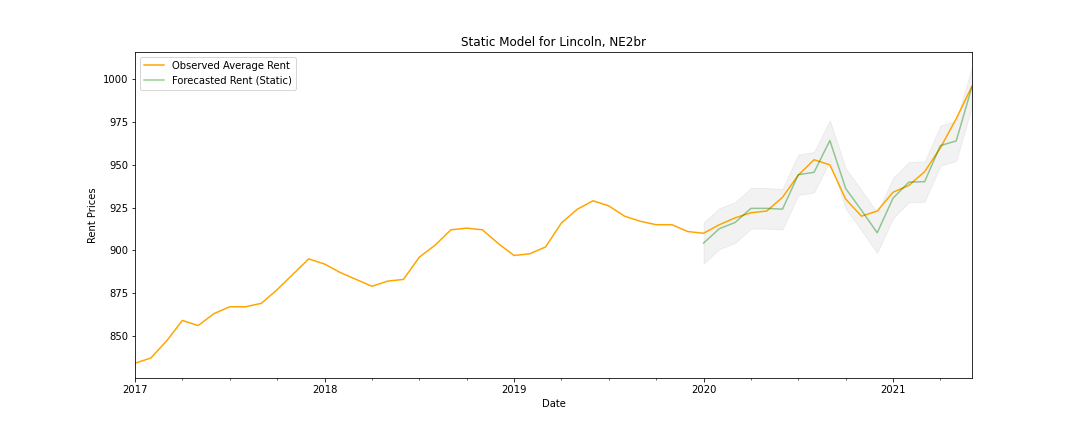 Static Model for Lincoln, NE2br
Observed Average Rent
Forecasted Rent (Static)
1000
975
950
925
900
875
850
Rent Prices
2017 2018 2019 2020 2021
Date